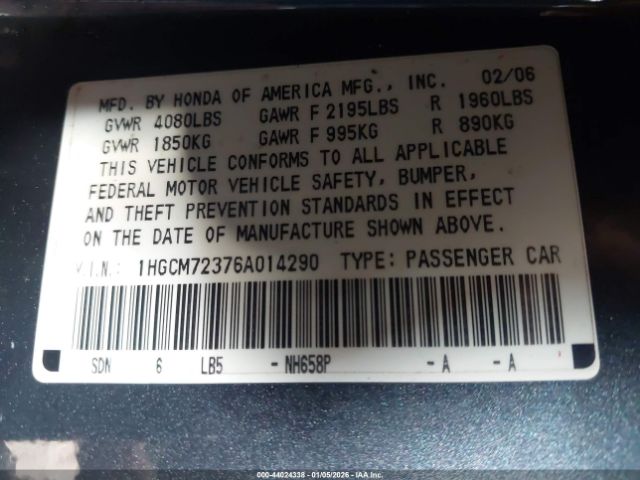 MFD. BY HONDA OF AMERICA MFG., INC. 02/06
GVWR 4080LBS GAWR F 2195LBS R 1960LBS
GVWR 1850KG GAWR F 995KG R 890KG
THIS VEHICLE CONFORMS TO ALL APPLICABLE
FEDERAL MOTOR VEHICLE SAFETY, BUMPER,
AND THEFT PREVENTION STANDARDS IN EFFECT
ON THE DATE OF MANUFACTURE SHOWN ABOVE.
V.I.N.: 1HGCM72376A014290 TYPE: PASSENGER CAR
SDN 6 LB5 -NH658P -A -A
000-44024338 - 01/05/2026 - IAAI.COM